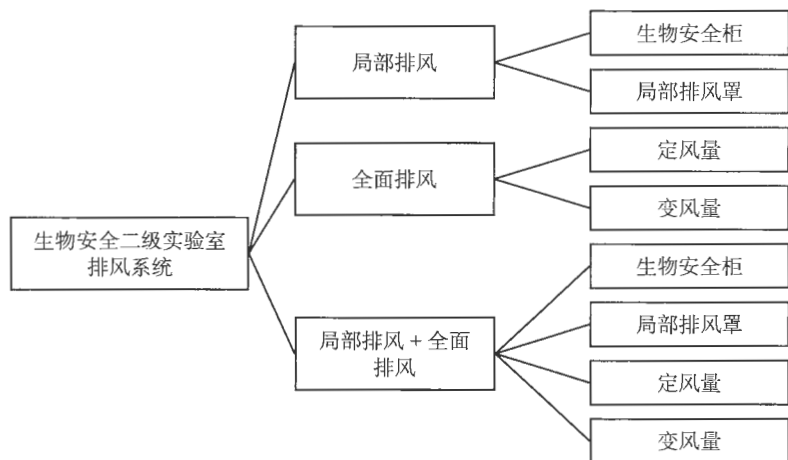 生物安全二级实验室
排风系统
局部排风
生物安全柜
局部排风罩
全面排风
定风量
变风量
局部排风 + 全面
排风
生物安全柜
局部排风罩
定风量
变风量